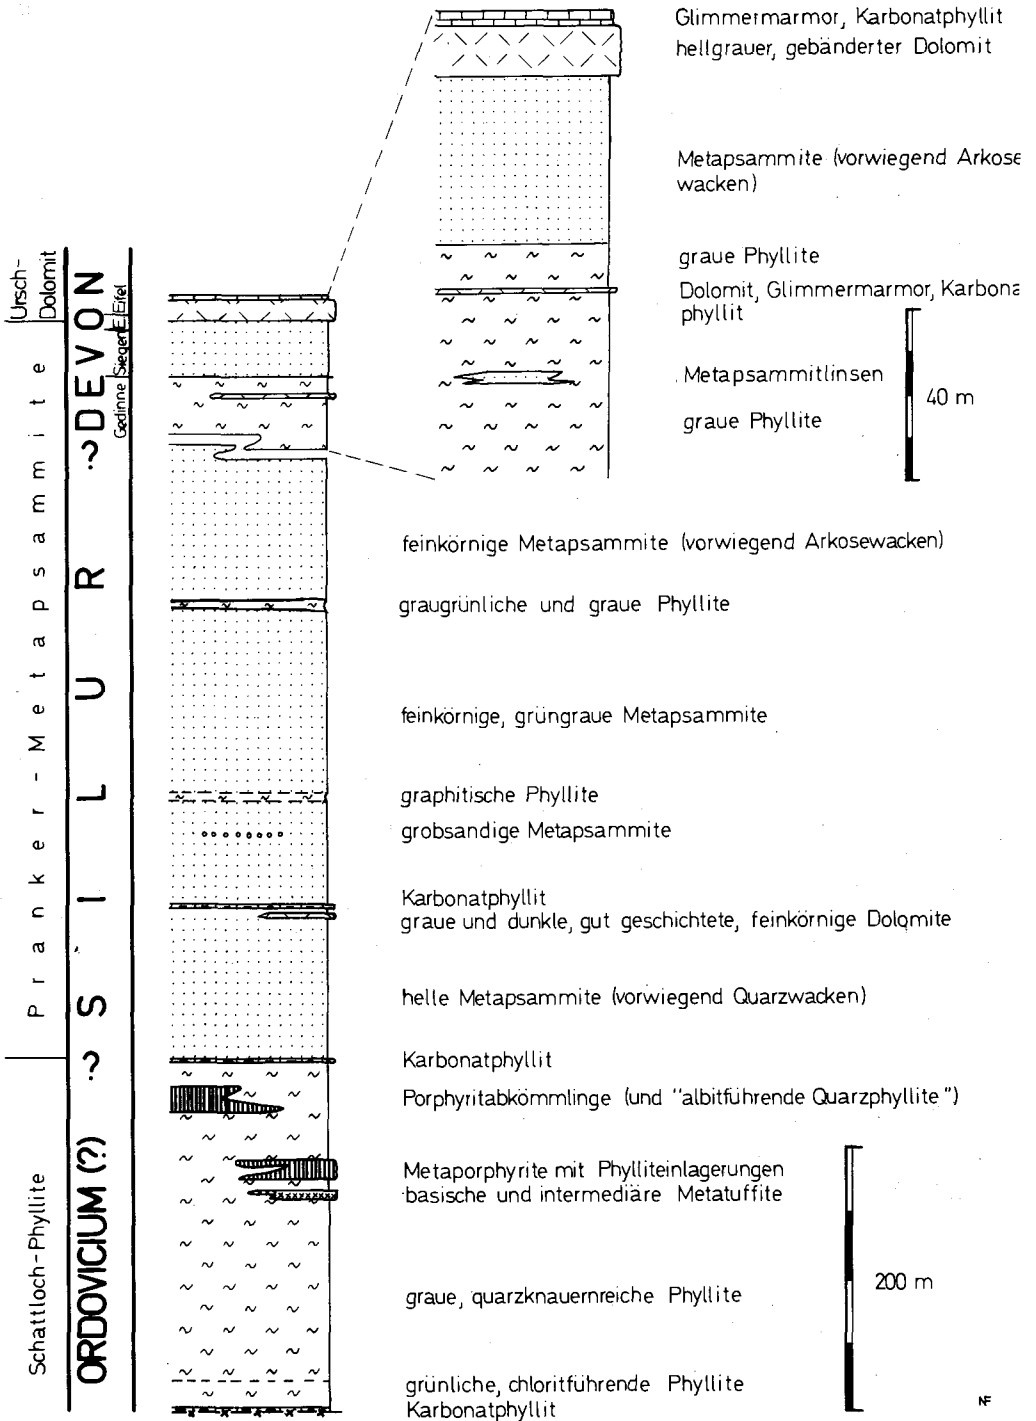 Glimmermarmor, Karbonatphyllit
hellgrauer, gebänderter Dolomit
Metapsammite (vorwiegend Arkose
wacken)
graue Phyllite
Dolomit, Glimmermarmor, Karbona
phyllit
Metapsammitlinsen
graue Phyllite
40 m
feinkörnige Metapsammite (vorwiegend Arkosewacken)
graugrünliche und graue Phyllite
feinkörnige, grüngraue Metapsammite
graphitische Phyllite
grobsandige Metapsammite
Karbonatphyllit
graue und dunkle, gut geschichtete, feinkörnige Dolomite
helle Metapsammite (vorwiegend Quarzwacken)
Karbonatphyllit
Porphyritabkömmlinge (und "albitführende Quarzphyllite")
Metaporphyrite mit Phylliteinlagerungen
basische und intermediäre Metatuffite
graue, quarzknauernreiche Phyllite
200 m
grünliche, chloritführende Phyllite
Karbonatphyllit
NF
Ursch-
Dolomit
Pranker-Metapsammite
Schattloch-Phyllite
DEVON
?
SILUR
?
ORDOVICIUM (?)
Gedinne
Siegen
E.
Eifel